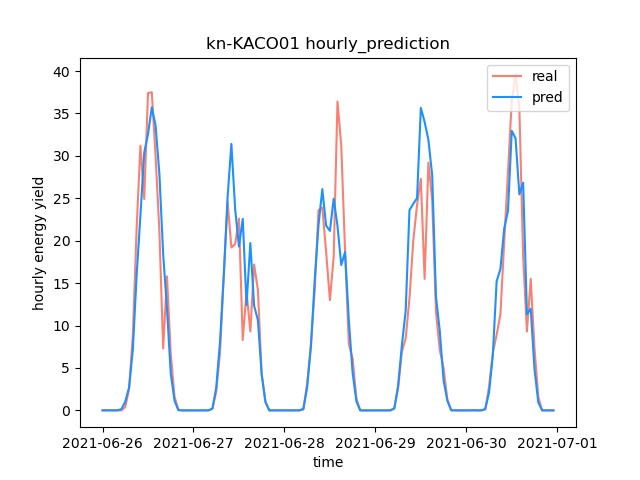 kn-KACO01 hourly_prediction
real
pred
hourly energy yield
40
35
30
25
20
15
10
5
0
2021-06-26 2021-06-27 2021-06-28 2021-06-29 2021-06-30 2021-07-01
time